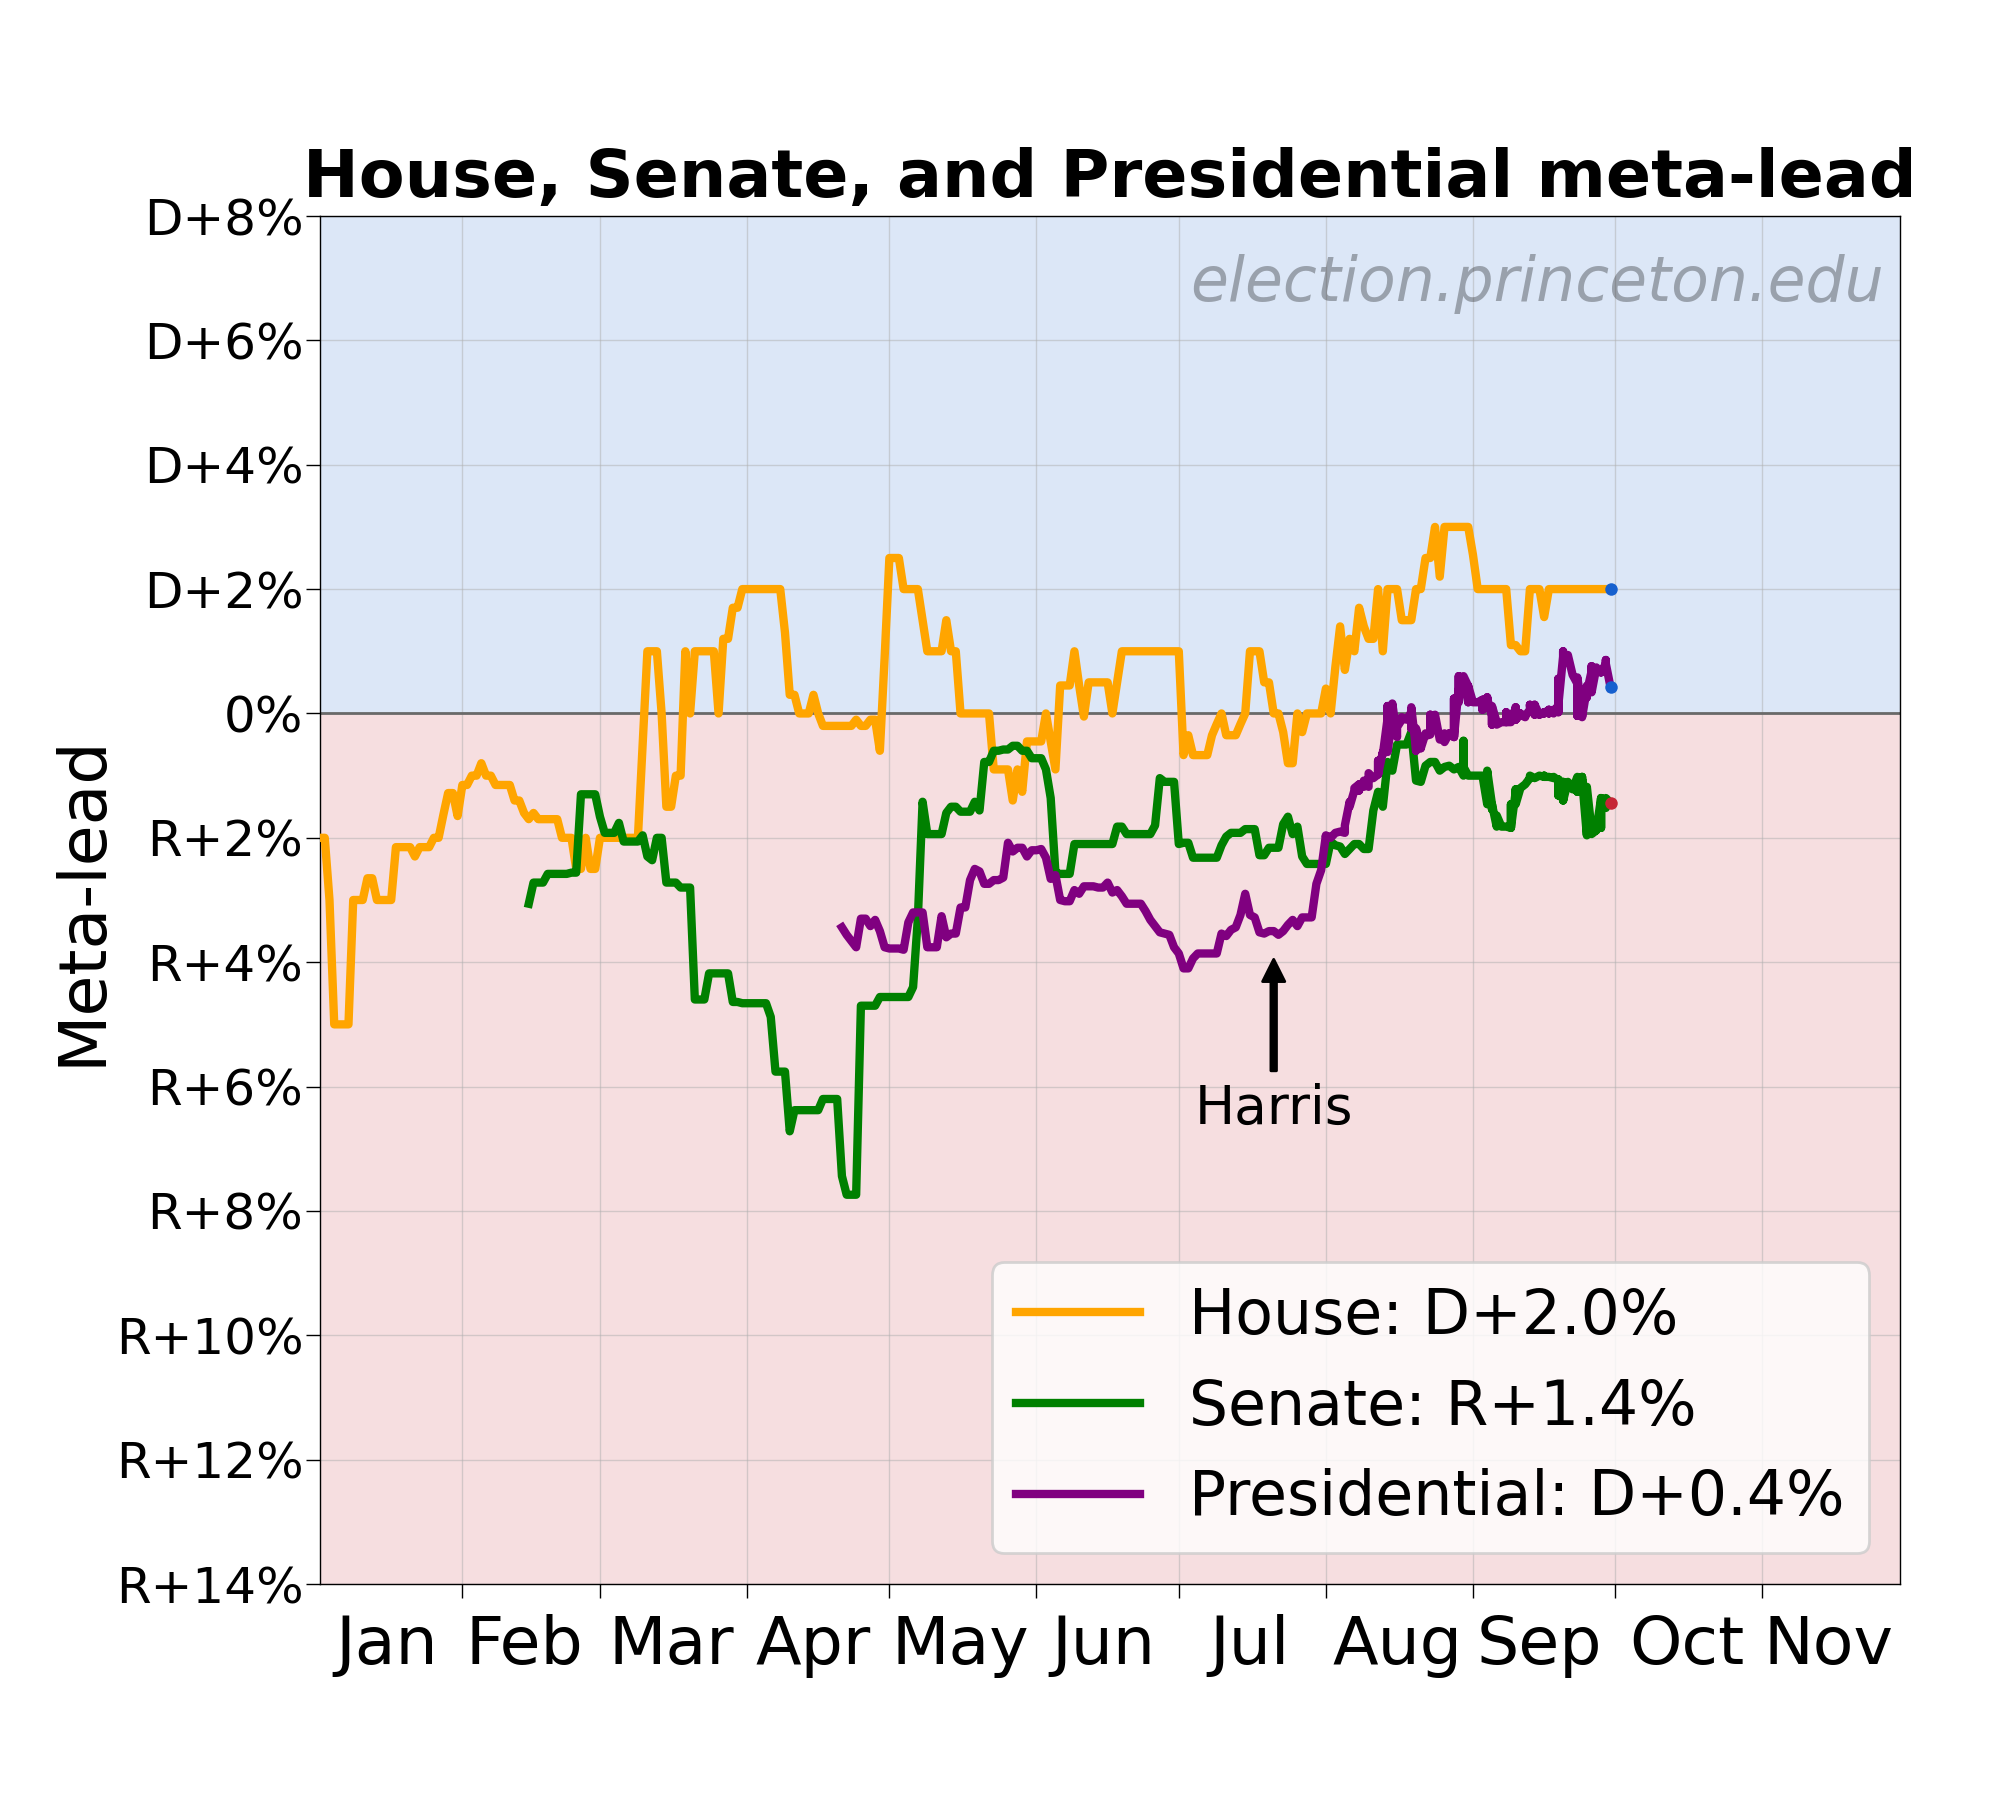 House, Senate, and Presidential meta-lead
election.princeton.edu
Meta-lead
D+8%
D+6%
D+4%
D+2%
0%
R+2%
R+4%
R+6%
R+8%
R+10%
R+12%
R+14%
Harris
House: D+2.0%
Senate: R+1.4%
Presidential: D+0.4%
Jan Feb Mar Apr May Jun Jul Aug Sep Oct Nov